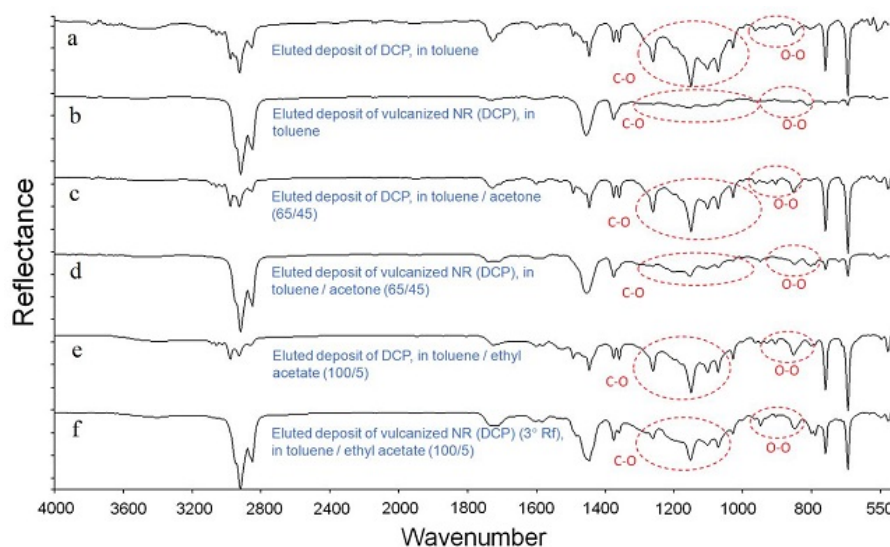 a
Eluted deposit of DCP, in toluene
C-O
O-O
b
Eluted deposit of vulcanized NR (DCP), in
toluene
C-O
O-O
c
Eluted deposit of DCP, in toluene / acetone
(65/45)
C-O
O-O
d
Eluted deposit of vulcanized NR (DCP), in
toluene / acetone (65/45)
C-O
O-O
e
Eluted deposit of DCP, in toluene / ethyl
acetate (100/5)
C-O
O-O
f
Eluted deposit of vulcanized NR (DCP) (3° Rf),
in toluene / ethyl acetate (100/5)
C-O
O-O
Reflectance
4000 3600 3200 2800 2400 2000 1800 1600 1400 1200 1000 800 550
Wavenumber